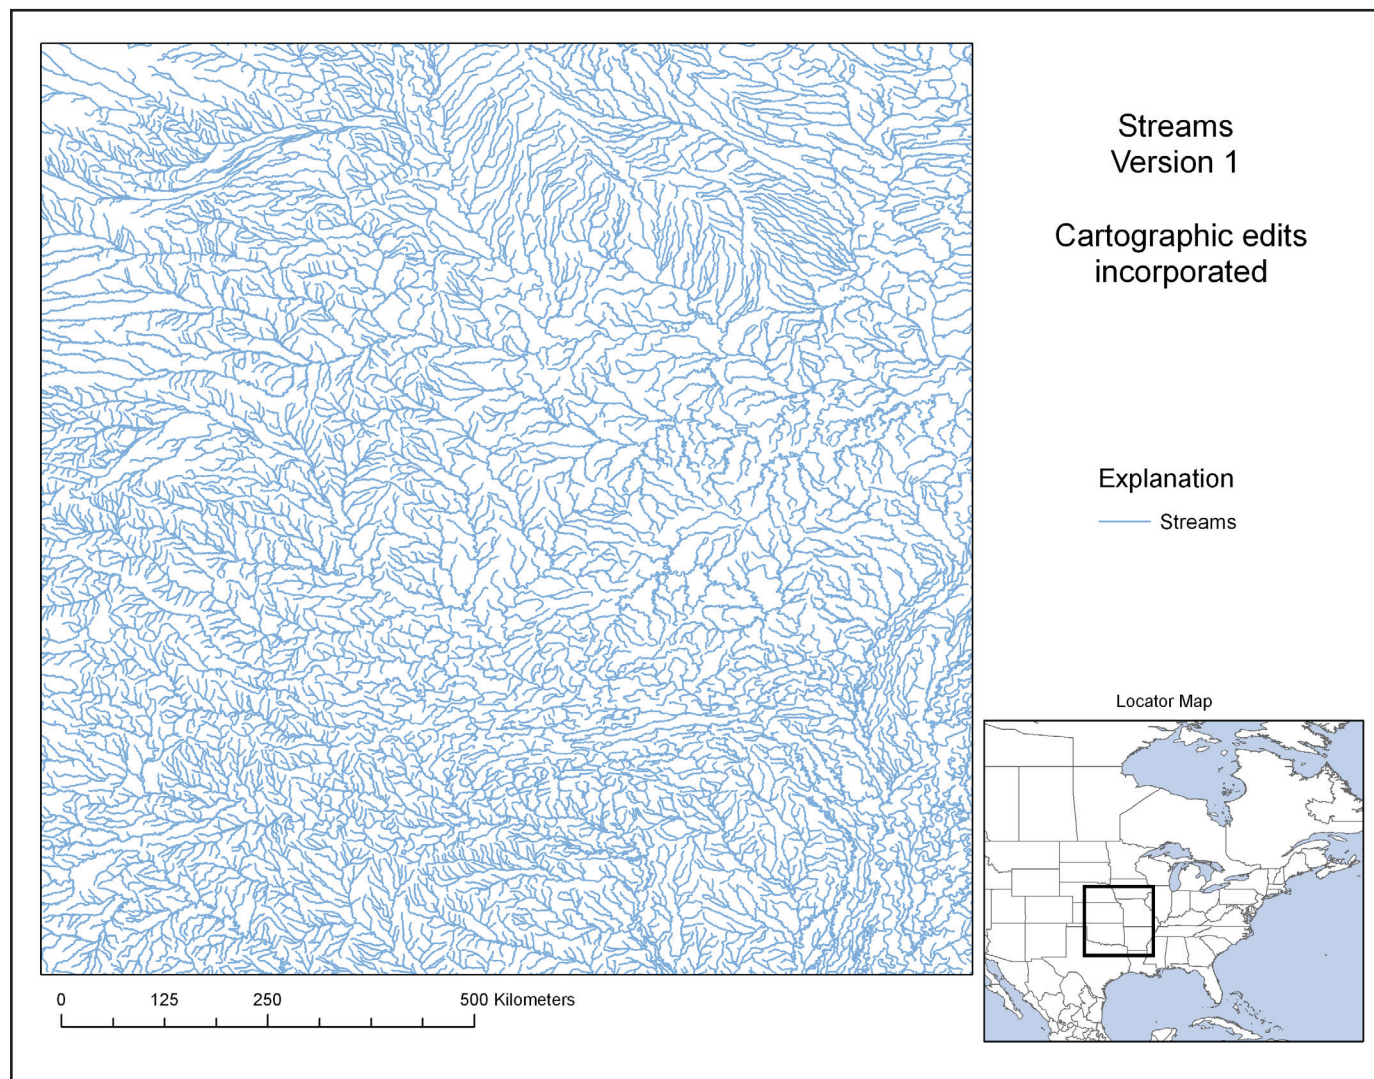 Streams
Version 1
Cartographic edits
incorporated
Explanation
Streams
Locator Map
0 125 250 500 Kilometers